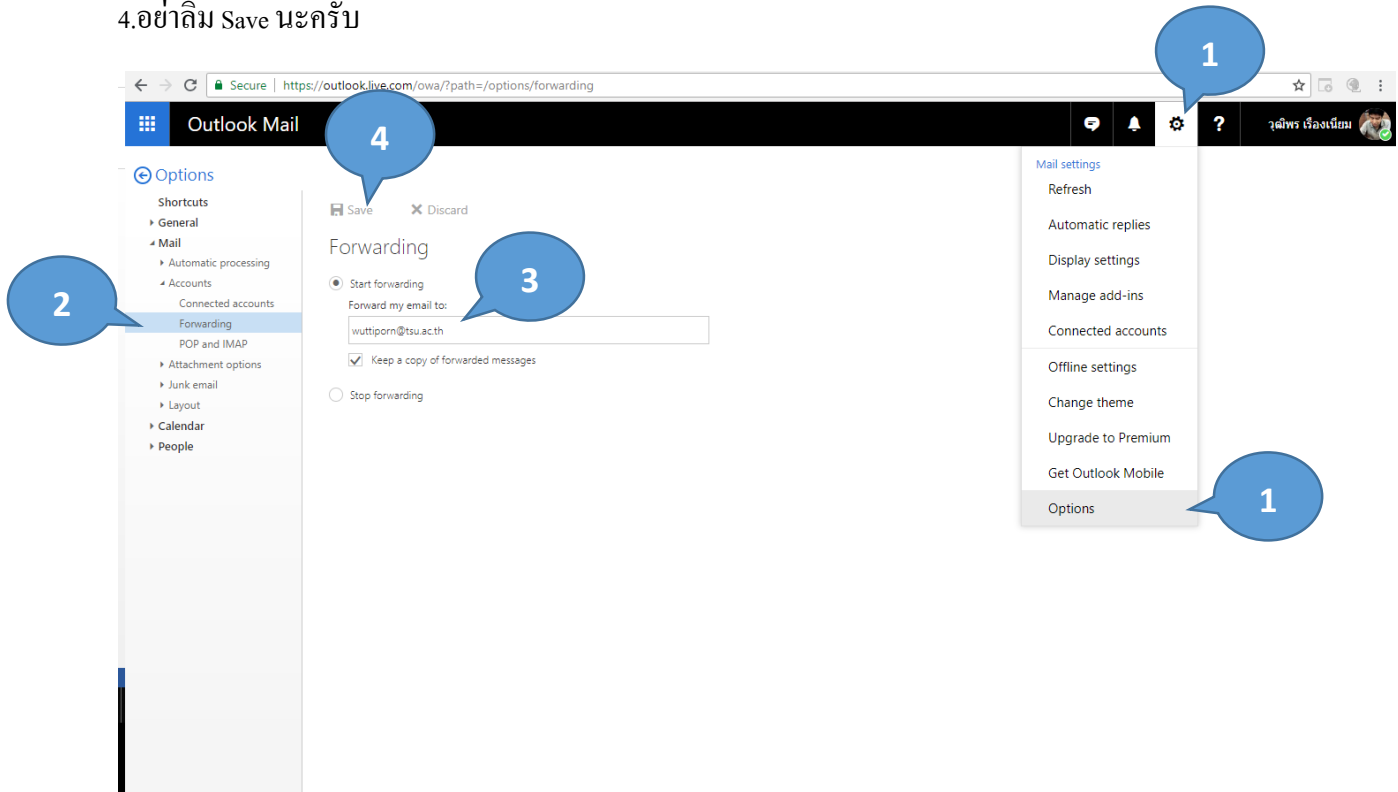 4.อย่าลืม Save นะครับ
1
Secure | https://outlook.live.com/owa/?path=/options/forwarding
Outlook Mail
4
?
วุฒิพร เรืองเนียม
Options
Shortcuts
General
Mail
Automatic processing
Accounts
Connected accounts
Forwarding
POP and IMAP
Attachment options
Junk email
Layout
Calendar
People
2
Save
Discard
Forwarding
Start forwarding
3
Forward my email to:
wuttiporn@tsu.ac.th
Keep a copy of forwarded messages
Stop forwarding
Mail settings
Refresh
Automatic replies
Display settings
Manage add-ins
Connected accounts
Offline settings
Change theme
Upgrade to Premium
Get Outlook Mobile
Options
1